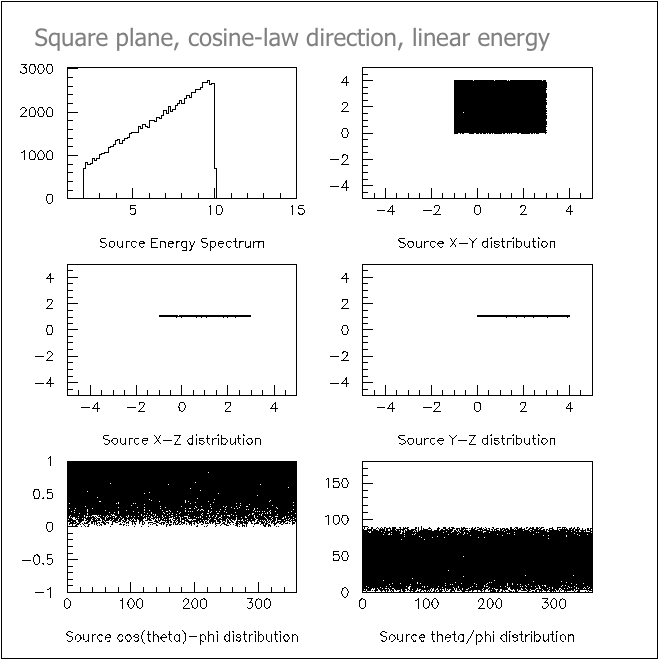 Square plane, cosine-law direction, linear energy
3000
2000
1000
0
5 10 15
Source Energy Spectrum
4
2
0
−2
−4
−4 −2 0 2 4
Source X−Y distribution
4
2
0
−2
−4
−4 −2 0 2 4
Source X−Z distribution
4
2
0
−2
−4
−4 −2 0 2 4
Source Y−Z distribution
1
0.5
0
−0.5
−1
0 100 200 300
Source cos(theta)−phi distribution
150
100
50
0
0 100 200 300
Source theta/phi distribution